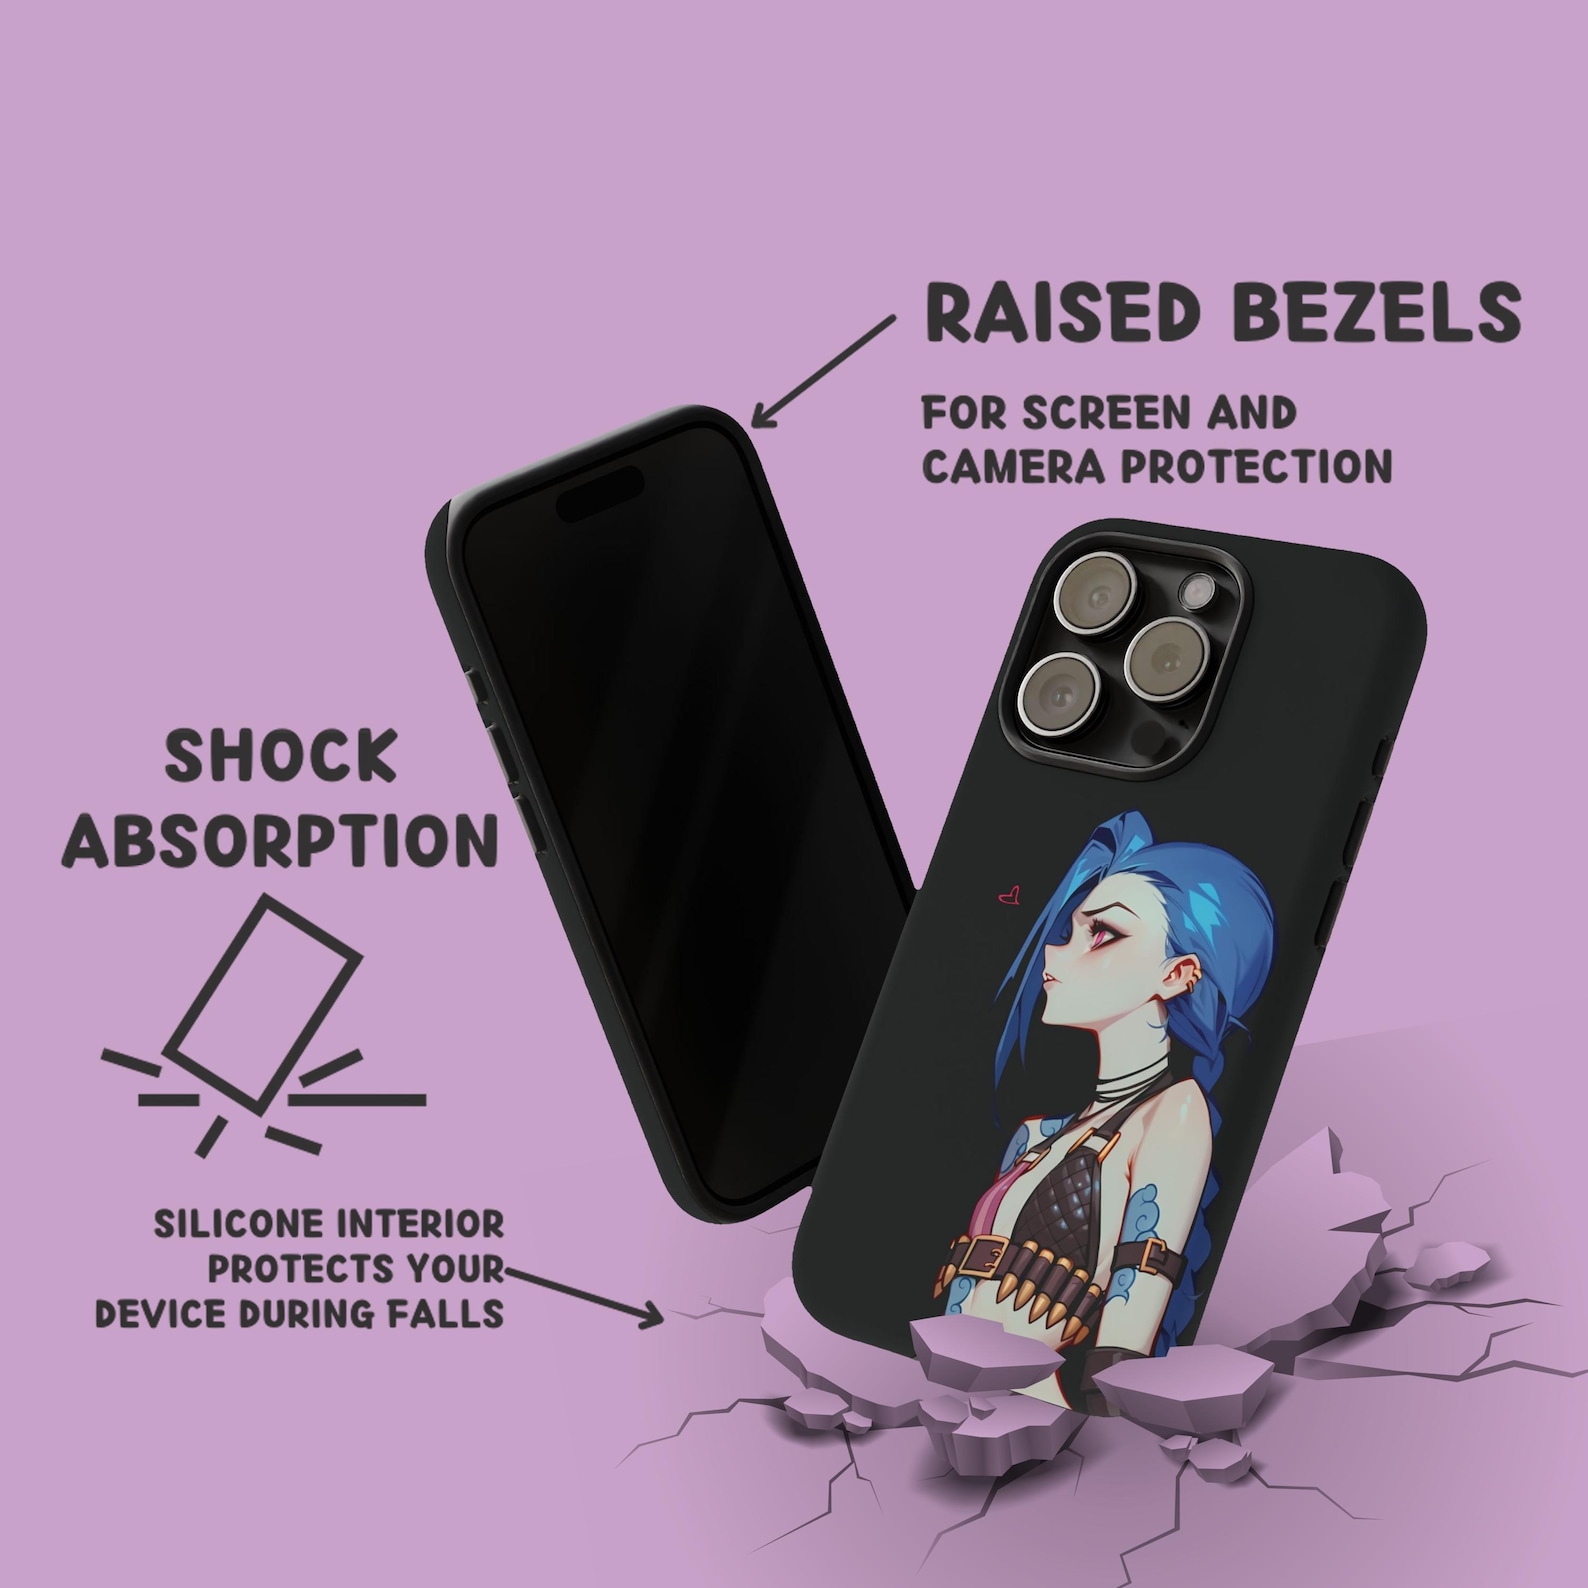 RAISED BEZELS
FOR SCREEN AND
CAMERA PROTECTION
SHOCK
ABSORPTION
SILICONE INTERIOR
PROTECTS YOUR
DEVICE DURING FALLS